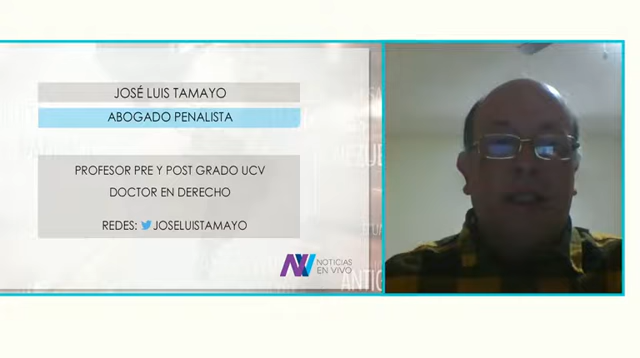 JOSÉ LUIS TAMAYO
ABOGADO PENALISTA
PROFESOR PRE Y POST GRADO UCV
DOCTOR EN DERECHO
REDES: JOSELUISTAMAYO
NOTICIAS
EN VIVO